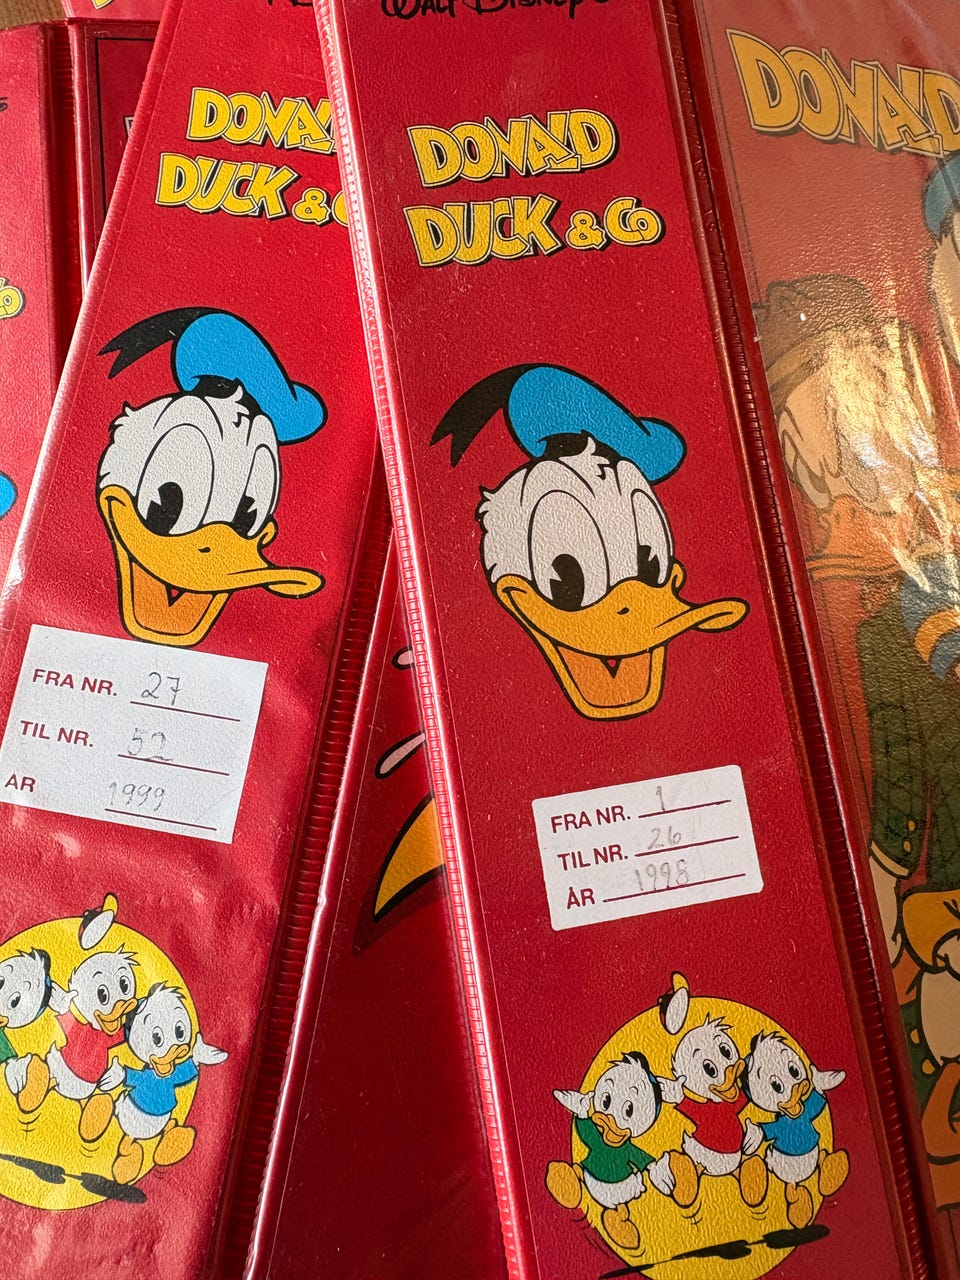 DONALD
DUCK &
FRA NR. 27
TIL NR. 52
ÅR 1999
WALT DISNEY'S
DONALD
DUCK & Co
FRA NR. 1
TIL NR. 26
ÅR 1998
DONALD